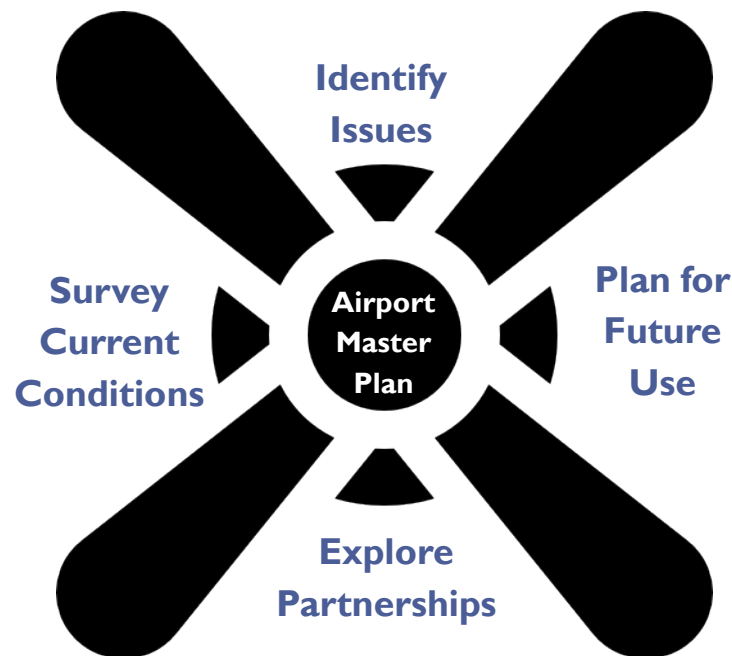 Identify
Issues
Survey
Current
Conditions
Airport
Master
Plan
Plan for
Future
Use
Explore
Partnerships